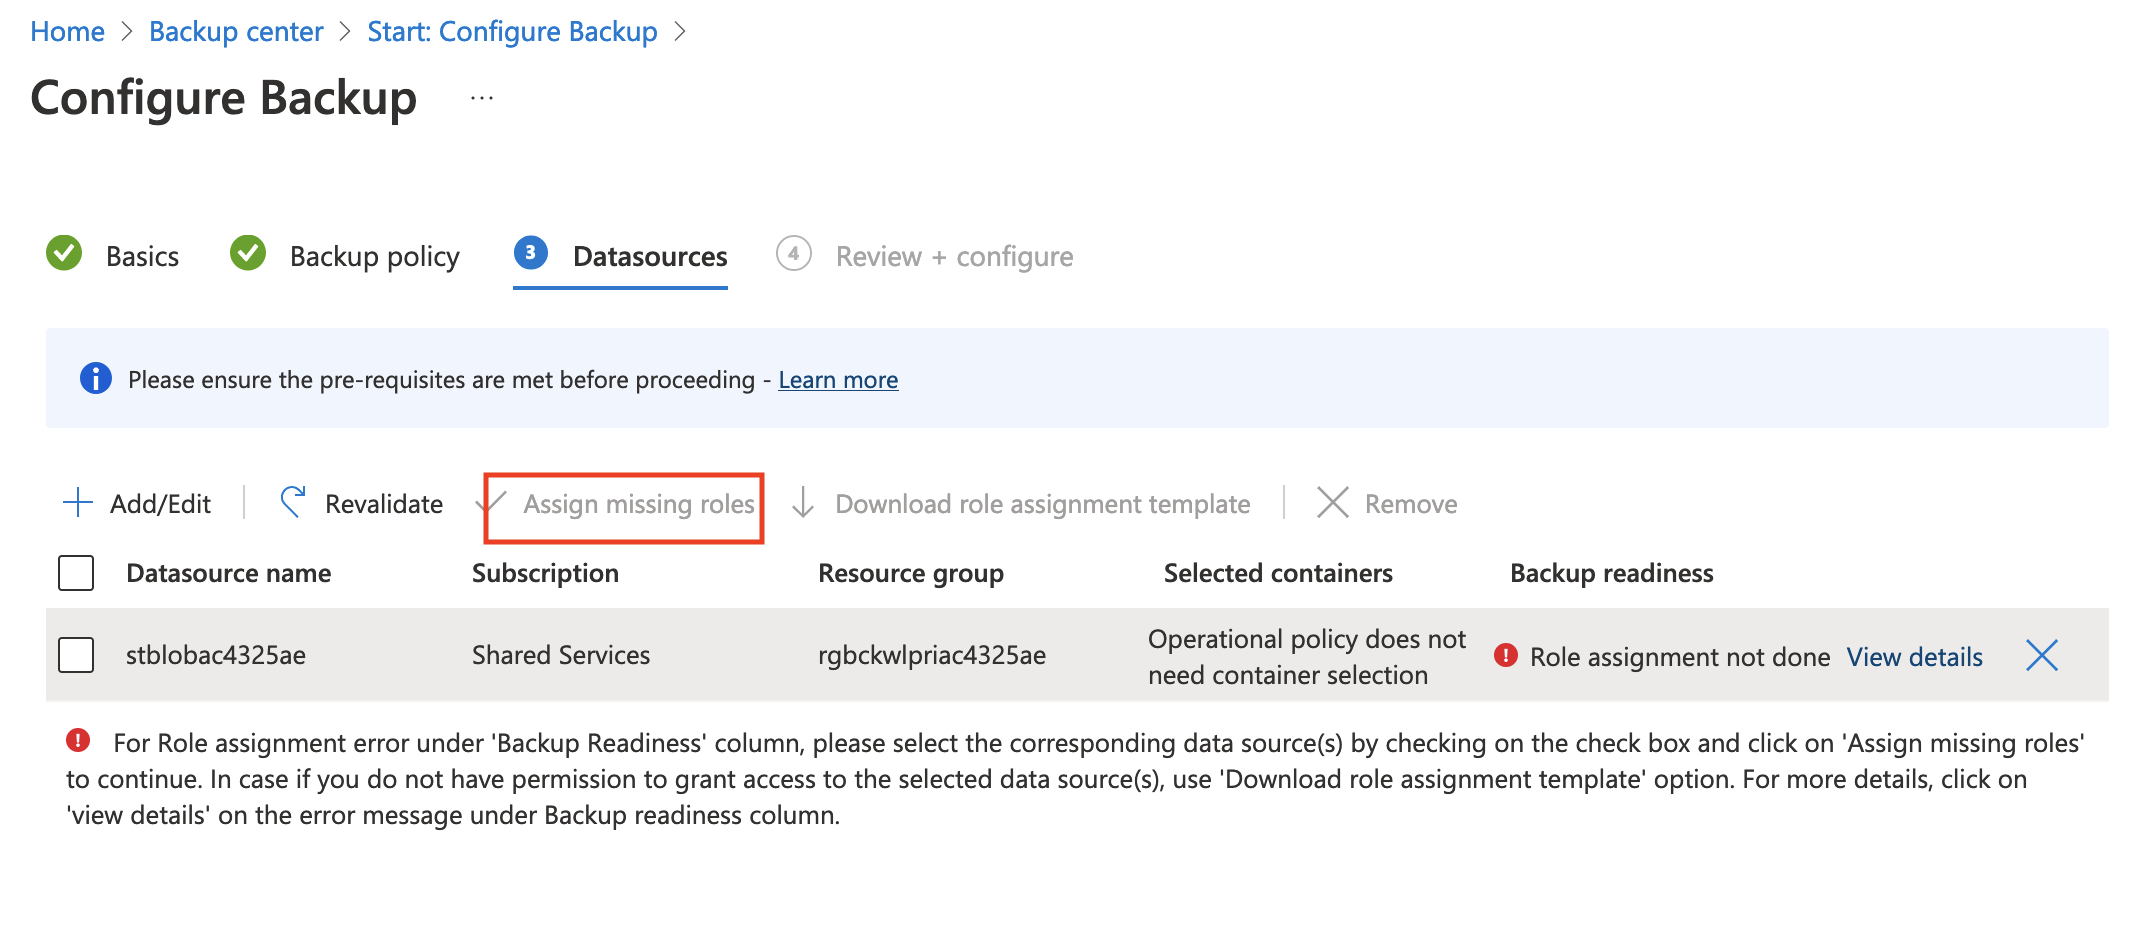 Home > Backup center > Start: Configure Backup >
Configure Backup ...
Basics Backup policy 3 Datasources 4 Review + configure
Please ensure the pre-requisites are met before proceeding - Learn more
Add/Edit Revalidate Assign missing roles Download role assignment template Remove
Datasource name Subscription Resource group Selected containers Backup readiness
stblobac4325ae Shared Services rgbckwlpriac4325ae Operational policy does not need container selection Role assignment not done View details
For Role assignment error under 'Backup Readiness' column, please select the corresponding data source(s) by checking on the check box and click on 'Assign missing roles'
to continue. In case if you do not have permission to grant access to the selected data source(s), use 'Download role assignment template' option. For more details, click on
'view details' on the error message under Backup readiness column.